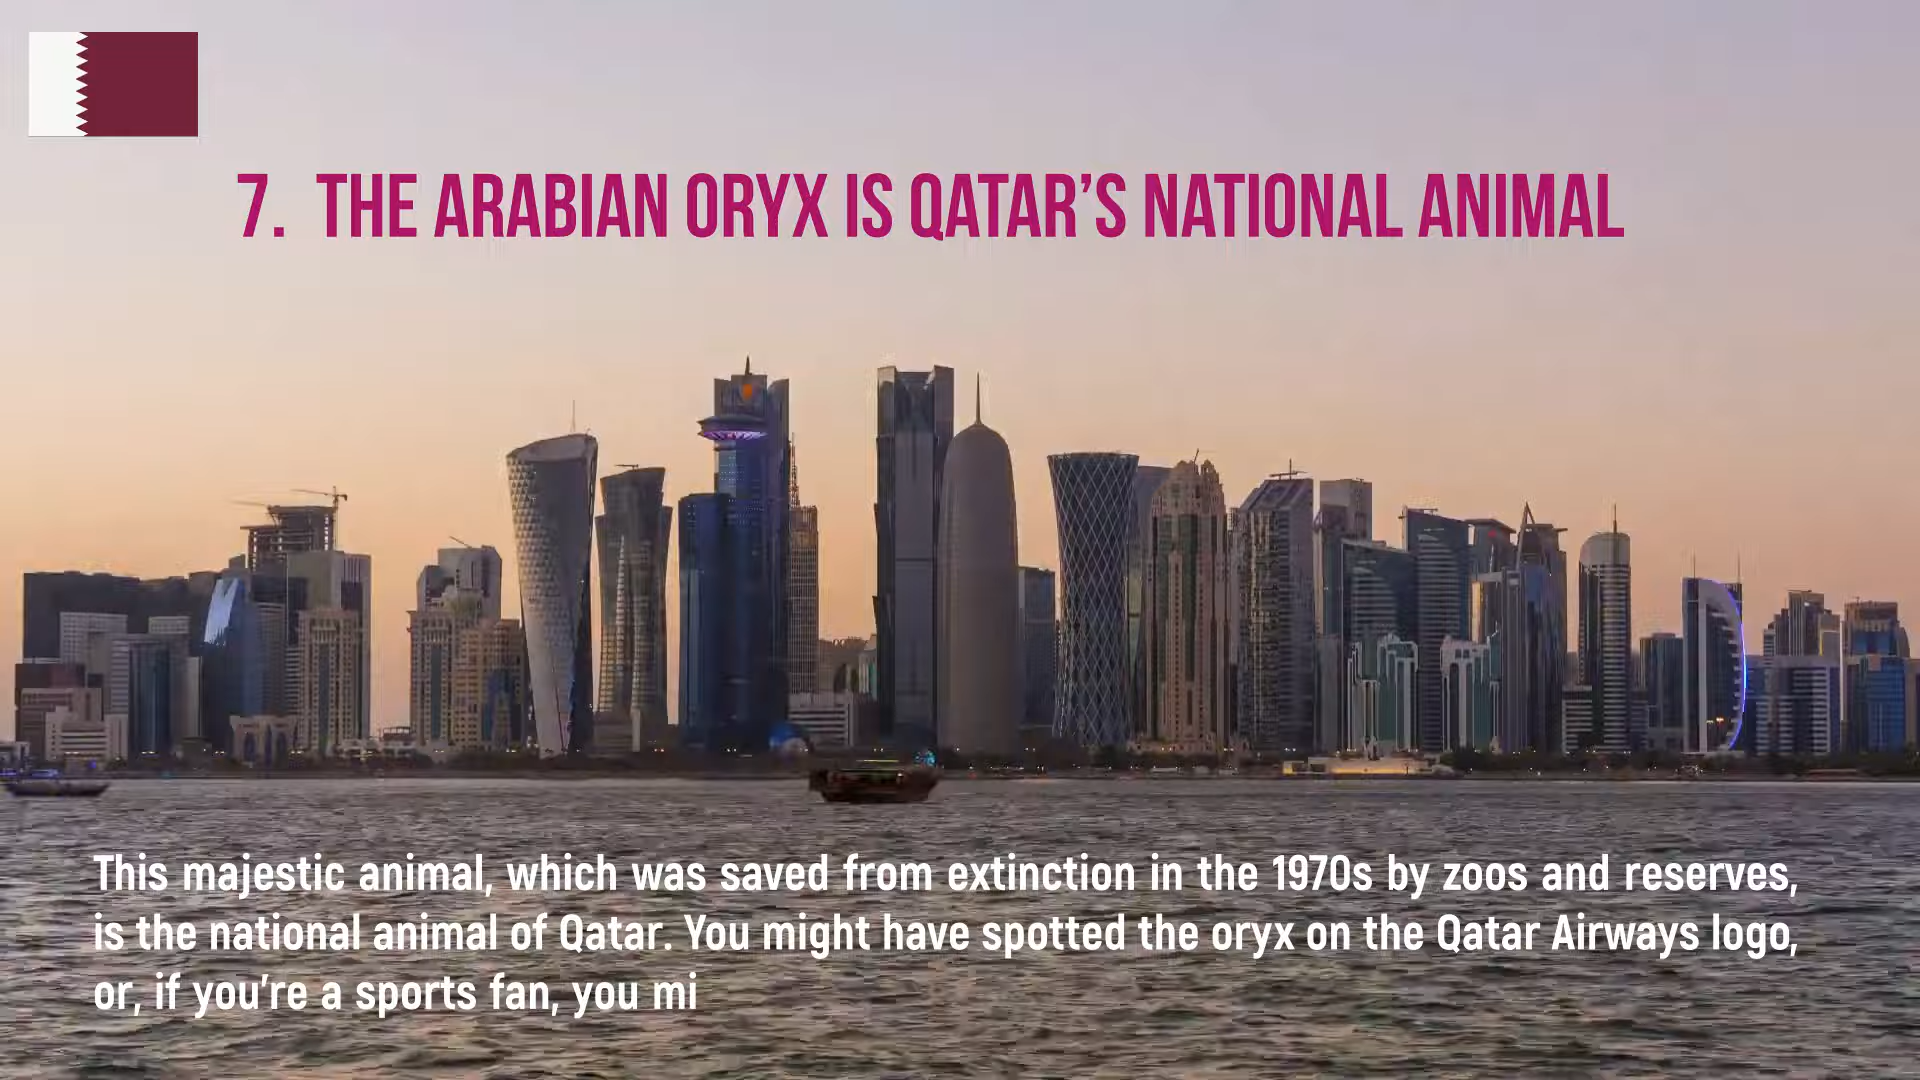 7. THE ARABIAN ORYX IS QATAR’S NATIONAL ANIMAL
This majestic animal, which was saved from extinction in the 1970s by zoos and reserves,
is the national animal of Qatar. You might have spotted the oryx on the Qatar Airways logo,
or, if you’re a sports fan, you mi